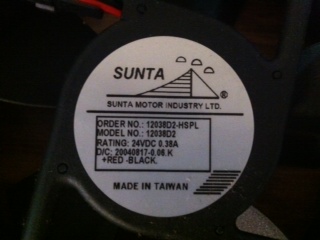 SUNTA
®
SUNTA MOTOR INDUSTRY LTD.
ORDER NO.: 12038D2-HSPL
MODEL NO.: 12038D2
RATING: 24VDC 0.38A
D/C: 20040817-0.06.K
+RED -BLACK.
MADE IN TAIWAN